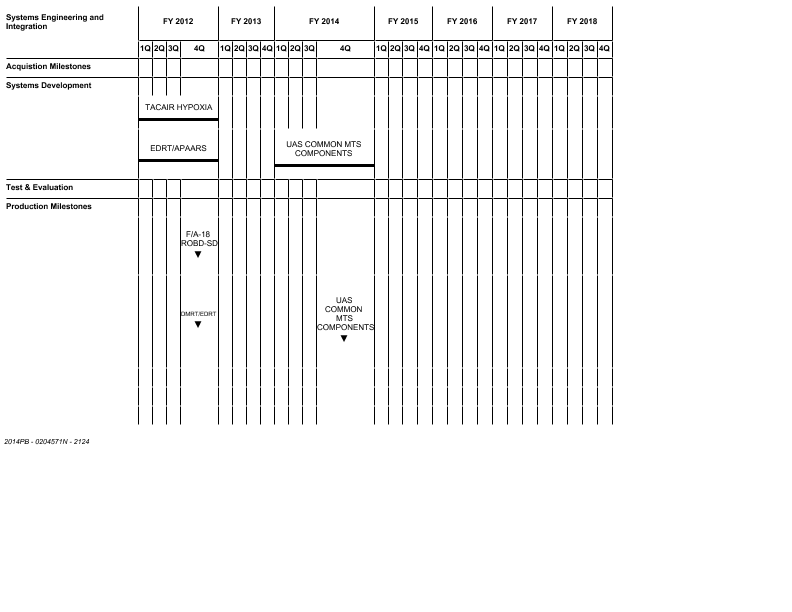 Systems Engineering and
Integration
FY 2012 FY 2013 FY 2014 FY 2015 FY 2016 FY 2017 FY 2018
1Q 2Q 3Q 4Q 1Q 2Q 3Q 4Q 1Q 2Q 3Q 4Q 1Q 2Q 3Q 4Q 1Q 2Q 3Q 4Q 1Q 2Q 3Q 4Q 1Q 2Q 3Q 4Q
Acquistion Milestones
Systems Development
TACAIR HYPOXIA
EDRT/APAARS
UAS COMMON MTS
COMPONENTS
Test & Evaluation
Production Milestones
F/A-18
ROBD-SD
DMRT/EDRT
UAS
COMMON
MTS
COMPONENTS
2014PB - 0204571N - 2124